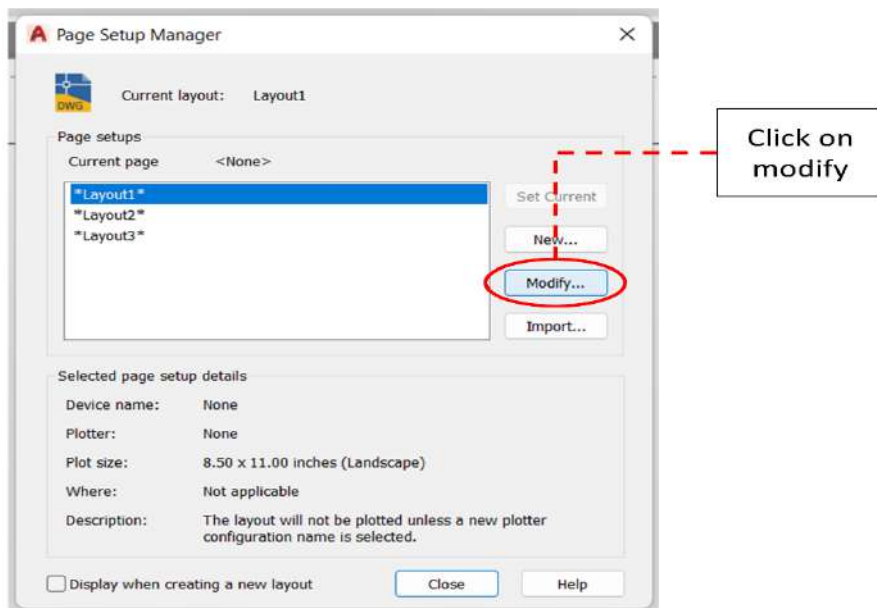 Page Setup Manager
DWG
Current layout: Layout1
Page setups
Current page <None>
*Layout1*
*Layout2*
*Layout3*
Set Current
New...
Modify...
Import...
Click on
modify
Selected page setup details
Device name: None
Plotter: None
Plot size: 8.50 x 11.00 inches (Landscape)
Where: Not applicable
Description: The layout will not be plotted unless a new plotter
configuration name is selected.
Display when creating a new layout
Close
Help